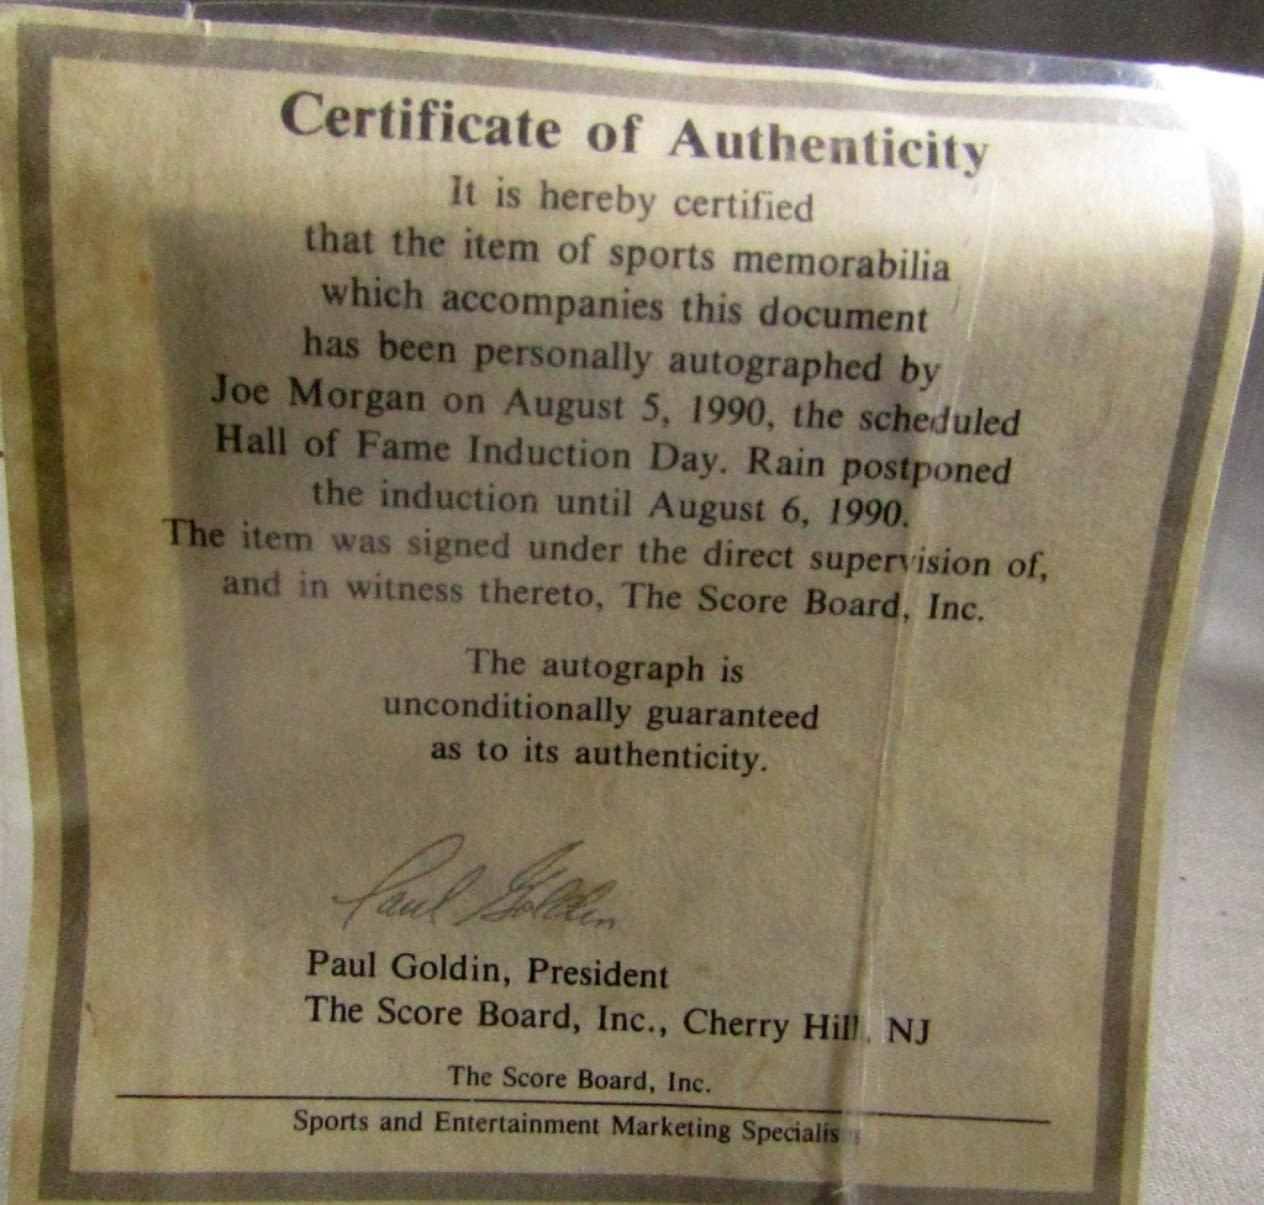 Certificate of Authenticity
It is hereby certified
that the item of sports memorabilia
which accompanies this document
has been personally autographed by
Joe Morgan on August 5, 1990, the scheduled
Hall of Fame Induction Day. Rain postponed
the induction until August 6, 1990.
The item was signed under the direct supervision of,
and in witness thereto, The Score Board, Inc.
The autograph is
unconditionally guaranteed
as to its authenticity.
Paul Goldin
Paul Goldin, President
The Score Board, Inc., Cherry Hill, NJ
The Score Board, Inc.
Sports and Entertainment Marketing Specialists